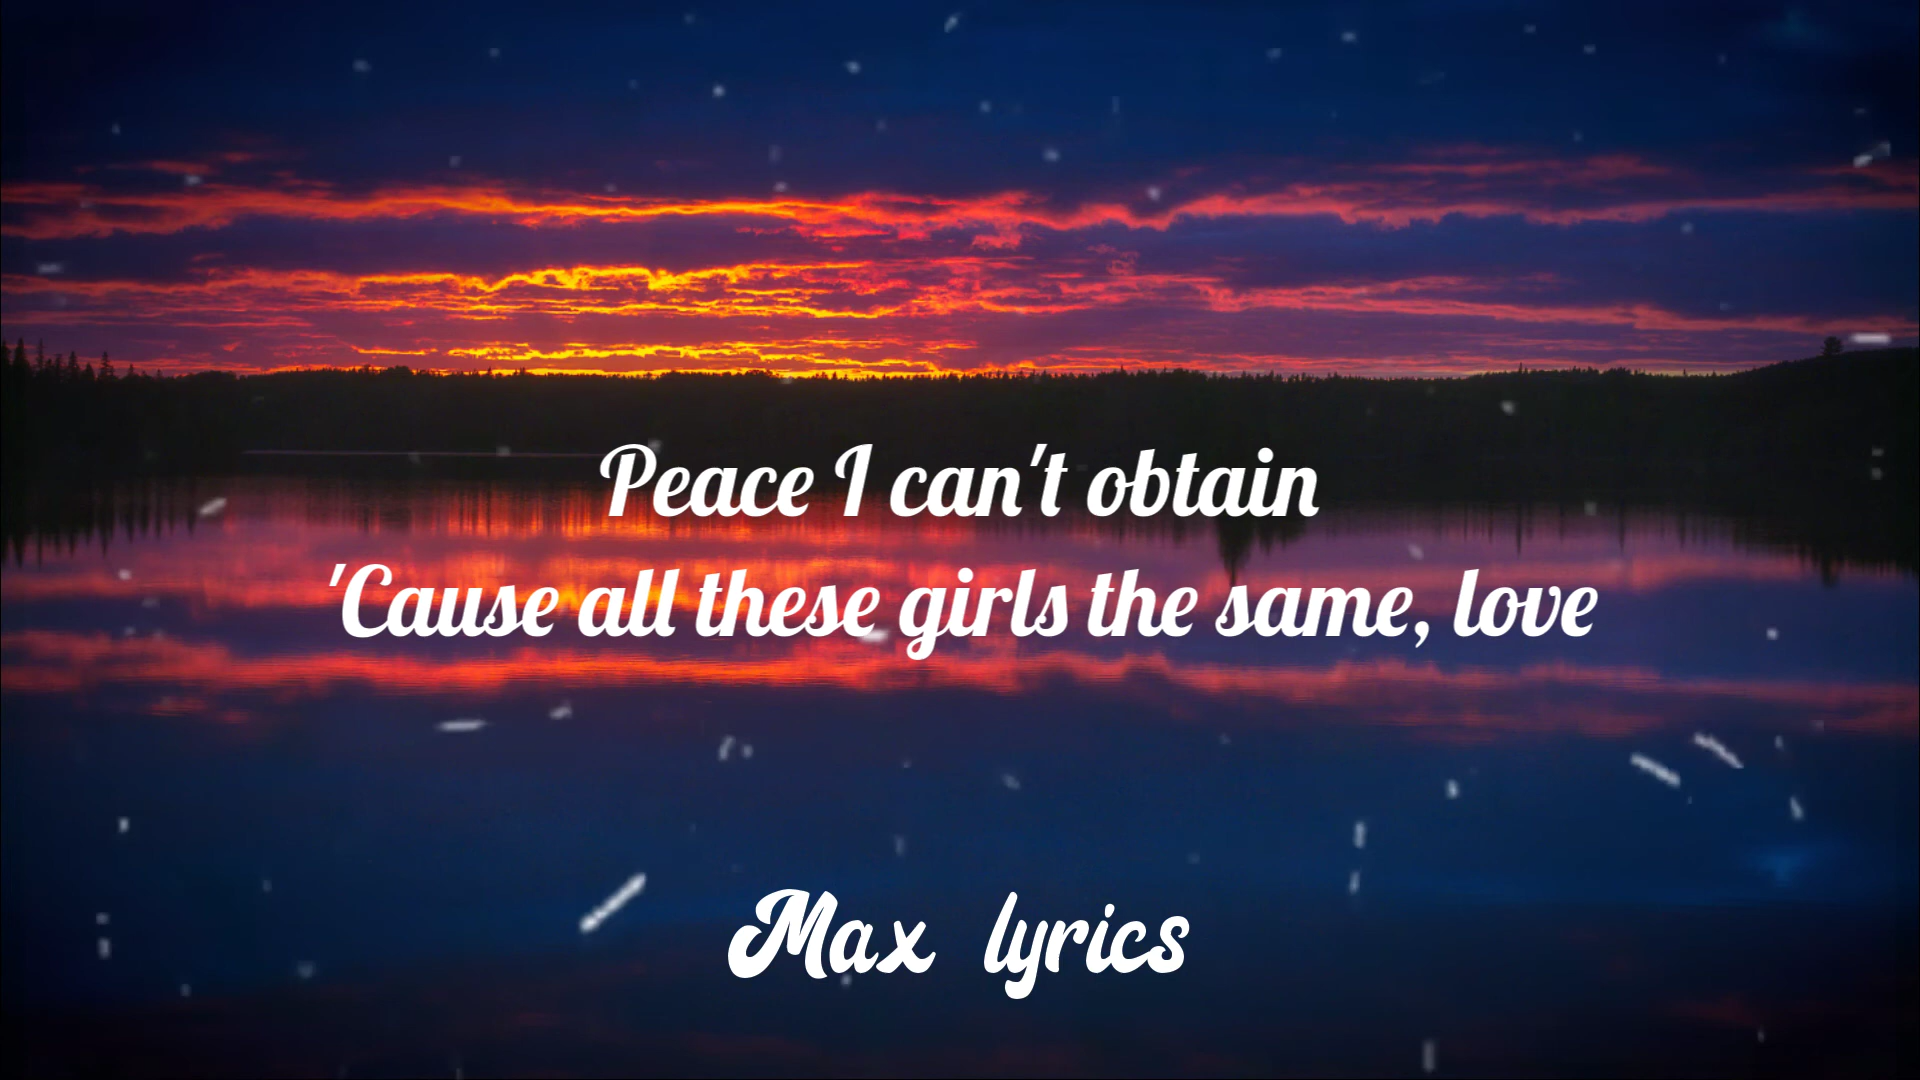 Peace I can't obtain
'Cause all these girls the same, love
Max lyrics